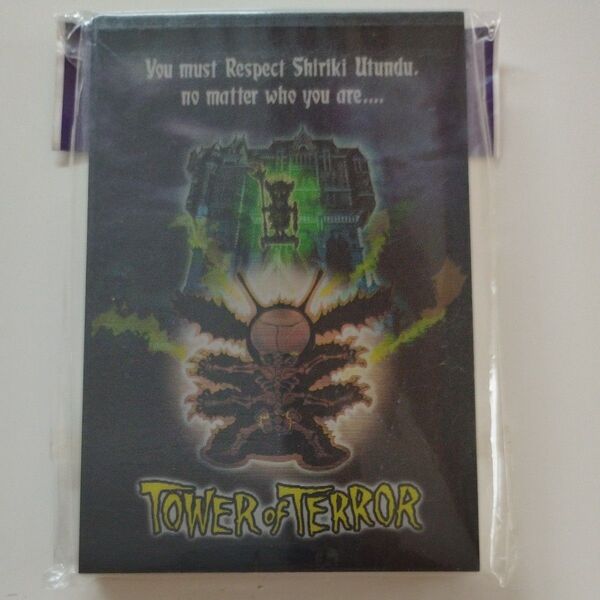 You must Respect Shiriki Utundu.
no matter who you are....
TOWER OF TERROR